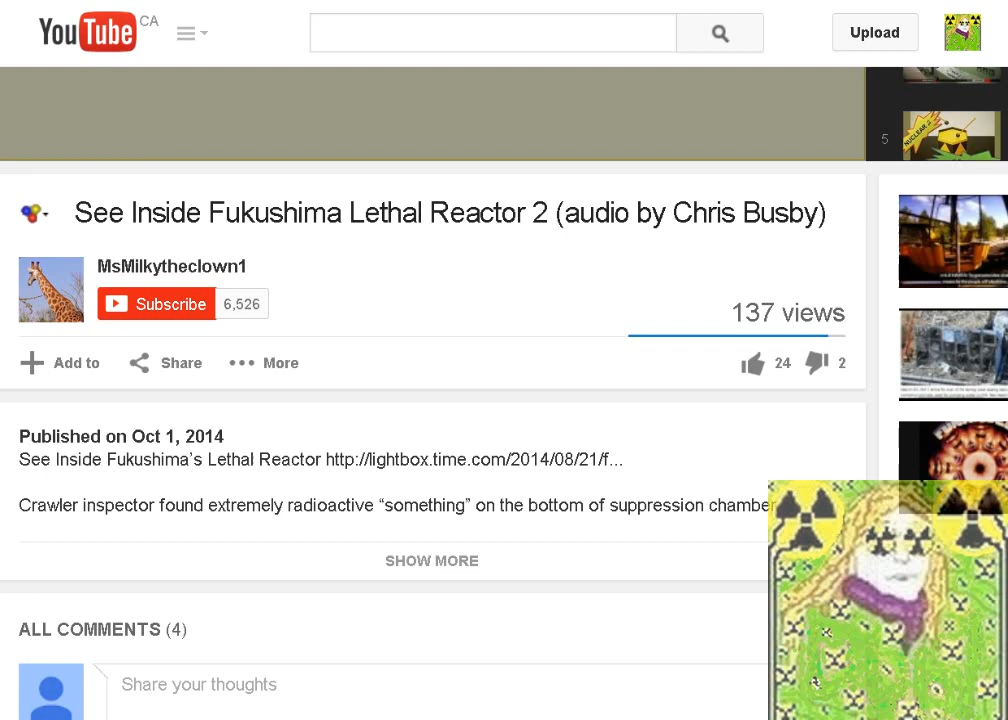 YouTube CA
Upload
NUCLEAR
5
See Inside Fukushima Lethal Reactor 2 (audio by Chris Busby)
MsMilkytheclown1
Subscribe 6,526
137 views
Add to Share More 24 2
Published on Oct 1, 2014
See Inside Fukushima’s Lethal Reactor http://lightbox.time.com/2014/08/21/f...
Crawler inspector found extremely radioactive “something” on the bottom of suppression chamber
SHOW MORE
ALL COMMENTS (4)
Share your thoughts